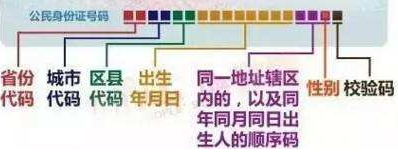 公民身份证号码
省份
代码
城市
代码
区县
代码
出生
年月日
同一地址辖区
内的，以及同
年同月同日出
生人的顺序码
性别
校验码